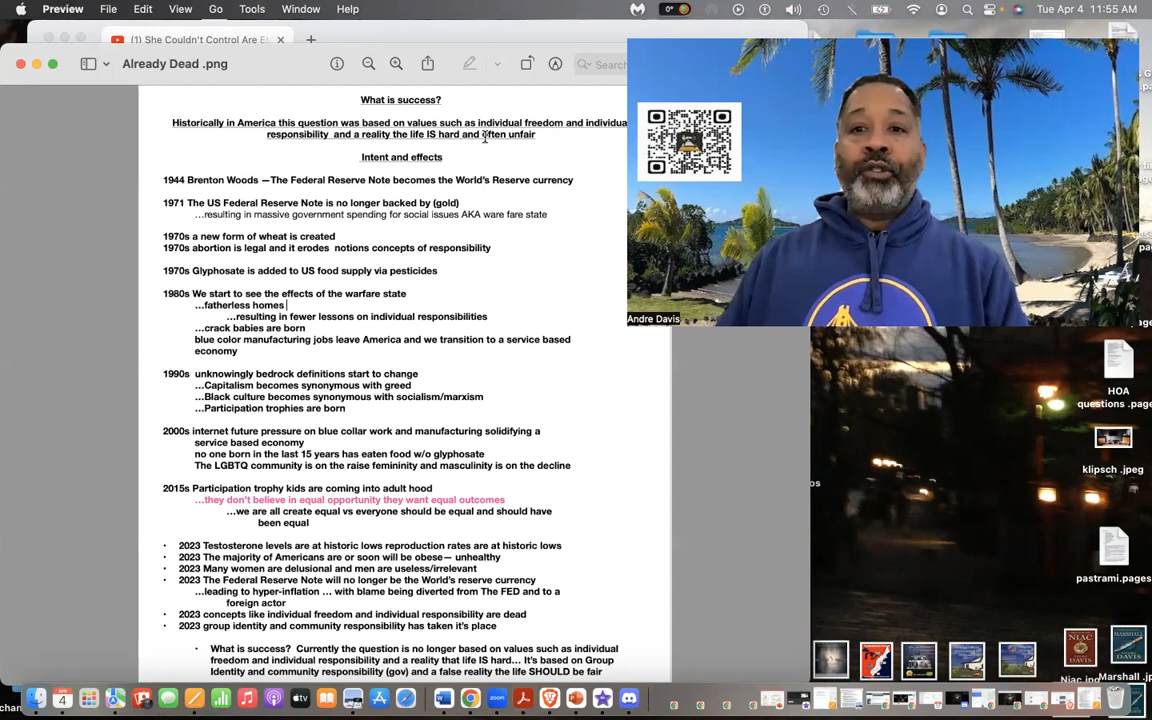 Preview File Edit View Go Tools Window Help 0° Tue Apr 4 11:55 AM
(1) She Couldn't Control Are E
Already Dead .png
Search
What is success?
Historically in America this question was based on values such as individual freedom and individua
responsibility and a reality the life IS hard and often unfair
Intent and effects
1944 Brenton Woods —The Federal Reserve Note becomes the World's Reserve currency
1971 The US Federal Reserve Note is no longer backed by (gold)
...resulting in massive government spending for social issues AKA ware fare state
1970s a new form of wheat is created
1970s abortion is legal and it erodes notions concepts of responsibility
1970s Glyphosate is added to US food supply via pesticides
1980s We start to see the effects of the warfare state
...fatherless homes
...resulting in fewer lessons on individual responsibilities
...crack babies are born
blue color manufacturing jobs leave America and we transition to a service based
economy
1990s unknowingly bedrock definitions start to change
...Capitalism becomes synonymous with greed
...Black culture becomes synonymous with socialism/marxism
...Participation trophies are born
2000s internet future pressure on blue collar work and manufacturing solidifying a
service based economy
no one born in the last 15 years has eaten food w/o glyphosate
The LGBTQ community is on the raise femininity and masculinity is on the decline
2015s Participation trophy kids are coming into adult hood
...they don't believe in equal opportunity they want equal outcomes
...we are all create equal vs everyone should be equal and should have
been equal
• 2023 Testosterone levels are at historic lows reproduction rates are at historic lows
• 2023 The majority of Americans are or soon will be obese— unhealthy
• 2023 Many women are delusional and men are useless/irrelevant
• 2023 The Federal Reserve Note will no longer be the World's reserve currency
...leading to hyper-inflation ... with blame being diverted from The FED and to a
foreign actor
• 2023 concepts like individual freedom and individual responsibility are dead
• 2023 group identity and community responsibility has taken it's place
• What is success? Currently the question is no longer based on values such as individual
freedom and individual responsibility and a reality that life IS hard... It's based on Group
Identity and community responsibility (gov) and a false reality the life SHOULD be fair
Andre Davis
HOA
questions .page
klipsch .jpeg
pastrami.pages
NIAC
MARSHALL
DAVIS
Niac.jpg
Marshall .jp
APR
4
tv